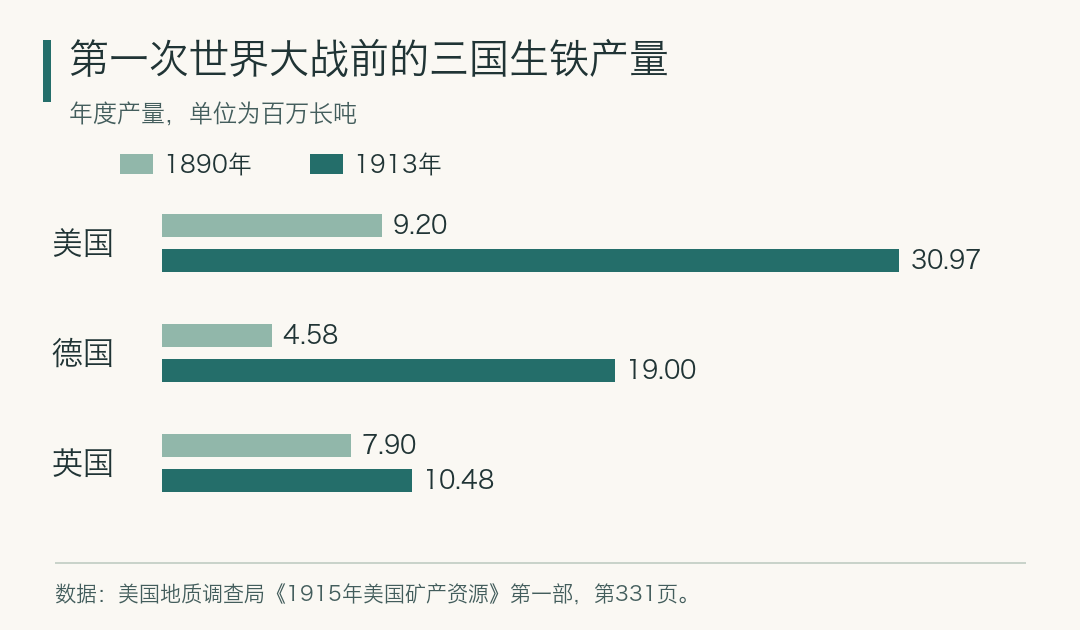 第一次世界大战前的三国生铁产量
年度产量，单位为百万长吨
1890年 1913年
美国
9.20
30.97
德国
4.58
19.00
英国
7.90
10.48
数据：美国地质调查局《1915年美国矿产资源》第一部，第331页。